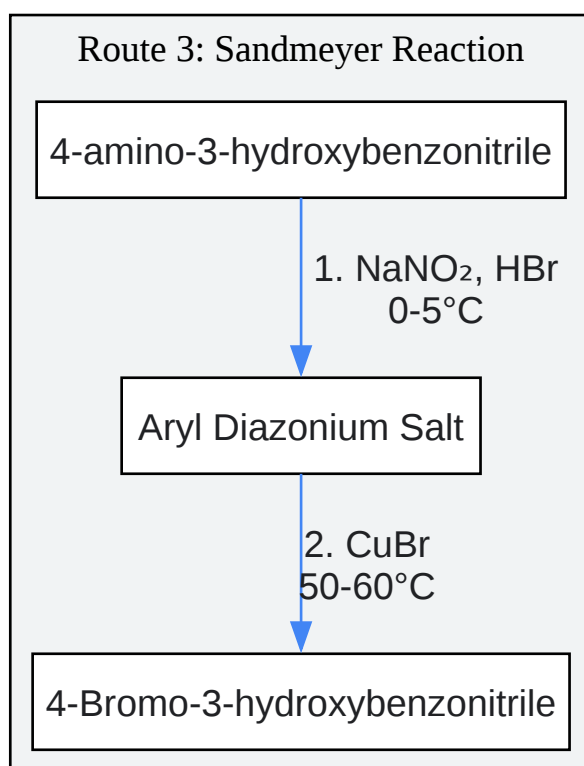 Route 3: Sandmeyer Reaction
4-amino-3-hydroxybenzonitrile
1. NaNO₂, HBr
0-5°C
Aryl Diazonium Salt
2. CuBr
50-60°C
4-Bromo-3-hydroxybenzonitrile